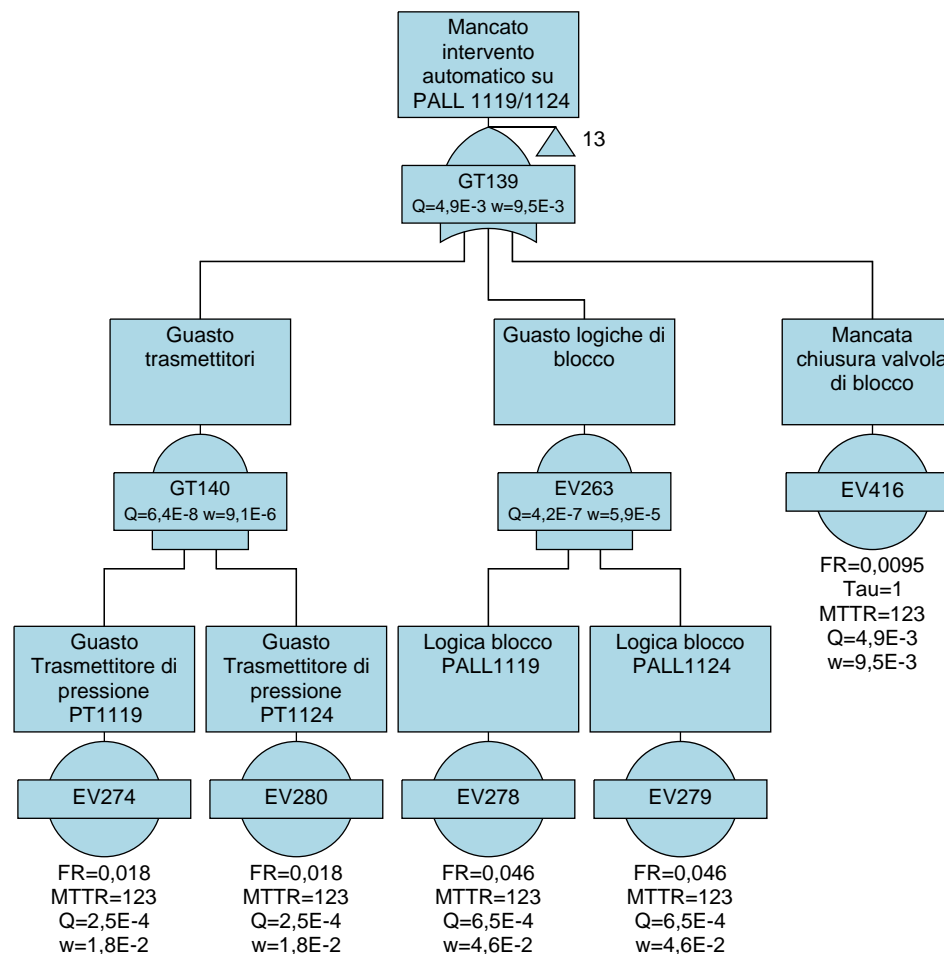 Mancato
intervento
automatico su
PALL 1119/1124
13
GT139
Q=4,9E-3 w=9,5E-3
Guasto
trasmettitori
Guasto logiche di
blocco
Mancata
chiusura valvola
di blocco
GT140
Q=6,4E-8 w=9,1E-6
EV263
Q=4,2E-7 w=5,9E-5
EV416
FR=0,0095
Tau=1
MTTR=123
Q=4,9E-3
w=9,5E-3
Guasto
Trasmettitore di
pressione
PT1119
Guasto
Trasmettitore di
pressione
PT1124
Logica blocco
PALL1119
Logica blocco
PALL1124
EV274
EV280
EV278
EV279
FR=0,018
MTTR=123
Q=2,5E-4
w=1,8E-2
FR=0,018
MTTR=123
Q=2,5E-4
w=1,8E-2
FR=0,046
MTTR=123
Q=6,5E-4
w=4,6E-2
FR=0,046
MTTR=123
Q=6,5E-4
w=4,6E-2